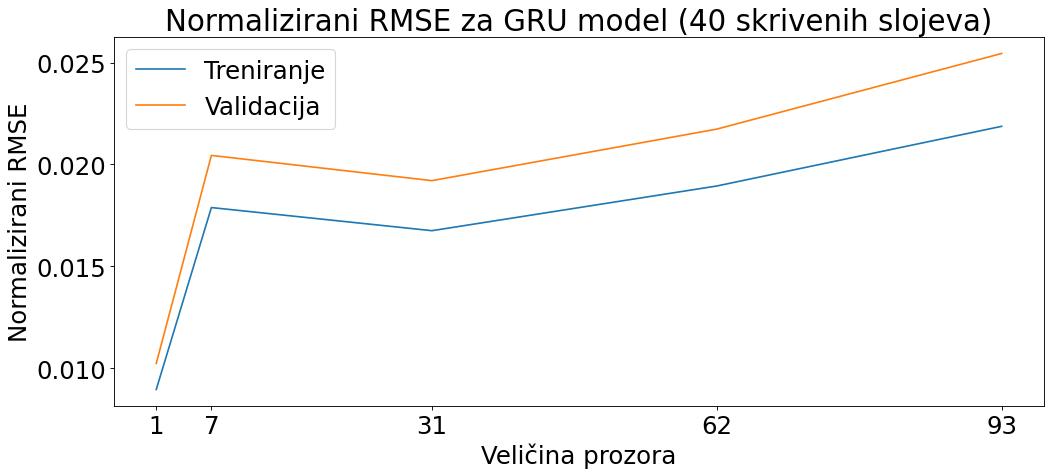 Normalizirani RMSE za GRU model (40 skrivenih slojeva)
Treniranje
Validacija
Normalizirani RMSE
0.025
0.020
0.015
0.010
1 7 31 62 93
Veličina prozora